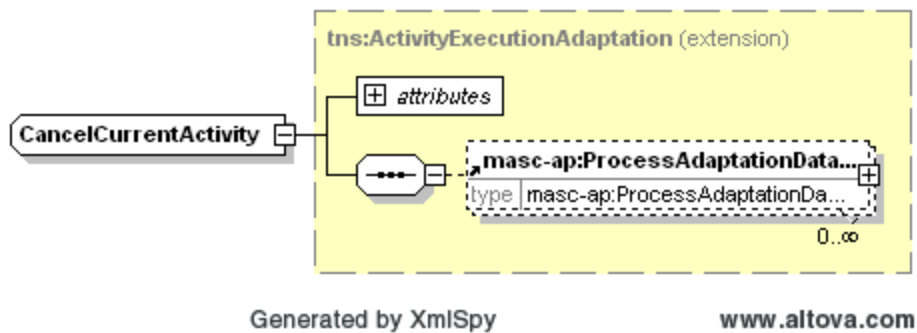 tns:ActivityExecutionAdaptation (extension)
attributes
CancelCurrentActivity
masc-ap:ProcessAdaptationData...
type masc-ap:ProcessAdaptationDa...
0..∞
Generated by XmlSpy www.altova.com